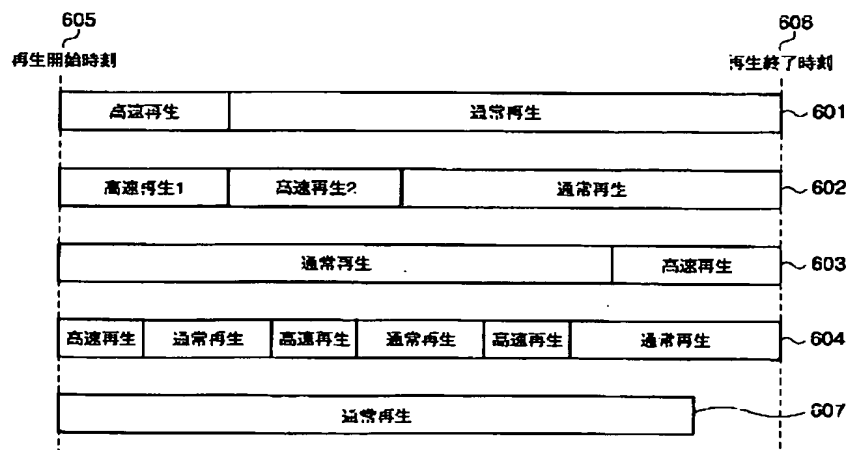 605
再生開始時刻
606
再生終了時刻
高速再生 通常再生 601
高速再生1 高速再生2 通常再生 602
通常再生 高速再生 603
高速再生 通常再生 高速再生 通常再生 高速再生 通常再生 604
通常再生 607